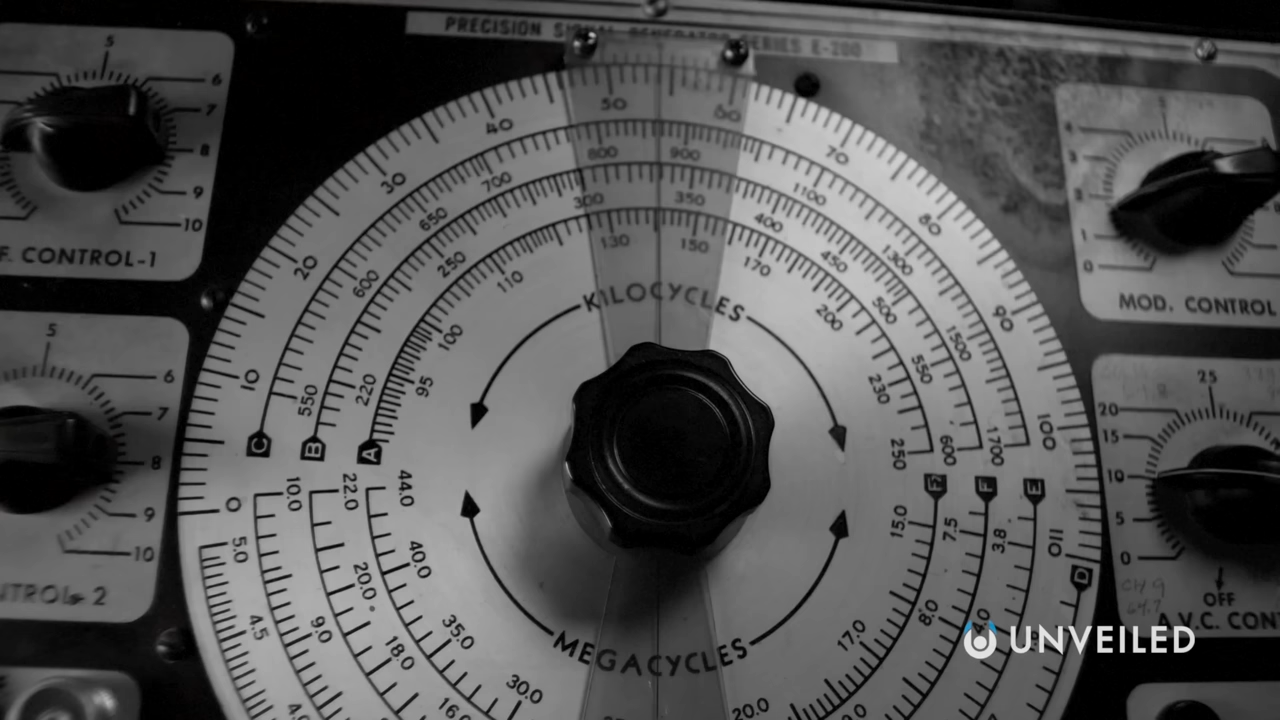 PRECISION SIGNAL GENERATOR SERIES E-200
5
6
7
8
9
10
F. CONTROL-1
5
6
7
8
9
10
NTROL 2
0 10 20 30 40 50 60 70 80 90 100 110
550 600 650 700 800 900 1100 1300 1500 1700
220 250 300 350 400 450 500 550 600
95 100 110 130 150 170 200 230 250
KILOCYCLES
C B A
F E D
5.0 10.0 22.0 44.0
4.5 9.0 20.0 40.0
18.0 35.0
30.0
15.0 7.5 3.8
17.0 8.0 4.0
20.0
MEGACYCLES
4
3
2
1
0
MOD. CONTROL
25
20
15
10
5
0
OFF
A.V.C. CON
UNVEILED